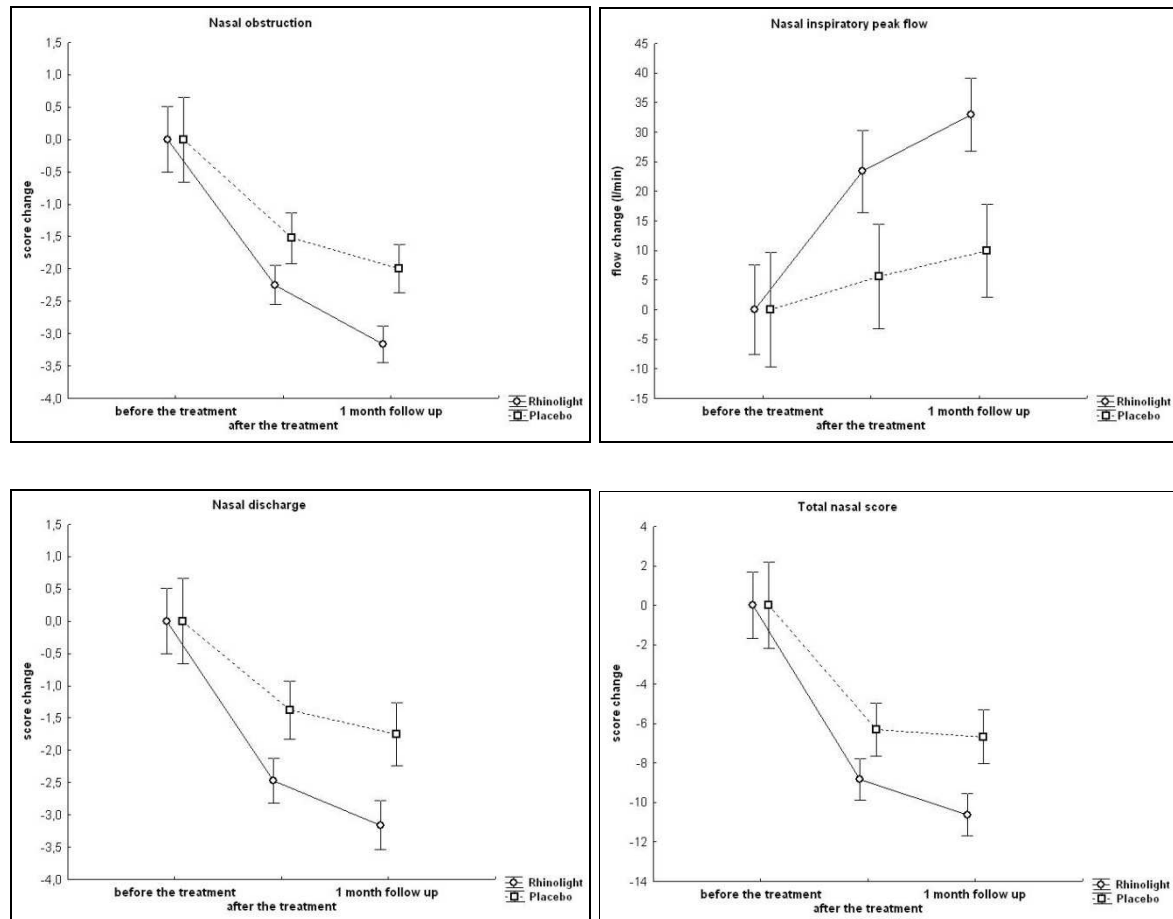 Nasal obstruction
1,5
1,0
0,5
0,0
-0,5
-1,0
-1,5
-2,0
-2,5
-3,0
-3,5
-4,0
score change
before the treatment
after the treatment
1 month follow up
Rhinolight
Placebo
Nasal inspiratory peak flow
45
40
35
30
25
20
15
10
5
0
-5
-10
-15
flow change (l/min)
before the treatment
after the treatment
1 month follow up
Rhinolight
Placebo
Nasal discharge
1,5
1,0
0,5
0,0
-0,5
-1,0
-1,5
-2,0
-2,5
-3,0
-3,5
-4,0
score change
before the treatment
after the treatment
1 month follow up
Rhinolight
Placebo
Total nasal score
4
2
0
-2
-4
-6
-8
-10
-12
-14
score change
before the treatment
after the treatment
1 month follow up
Rhinolight
Placebo